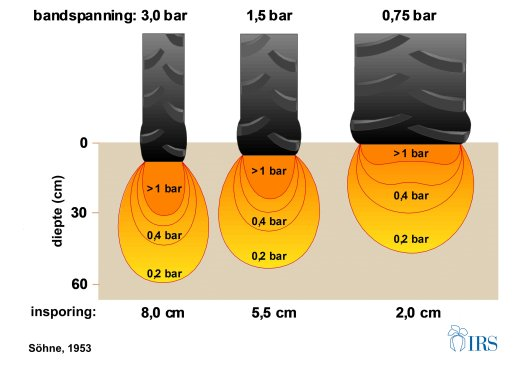 bandspanning: 3,0 bar 1,5 bar 0,75 bar
0
diepte (cm)
30
60
>1 bar
0,4 bar
0,2 bar
>1 bar
0,4 bar
0,2 bar
>1 bar
0,4 bar
0,2 bar
insporing: 8,0 cm 5,5 cm 2,0 cm
Söhne, 1953
IRS